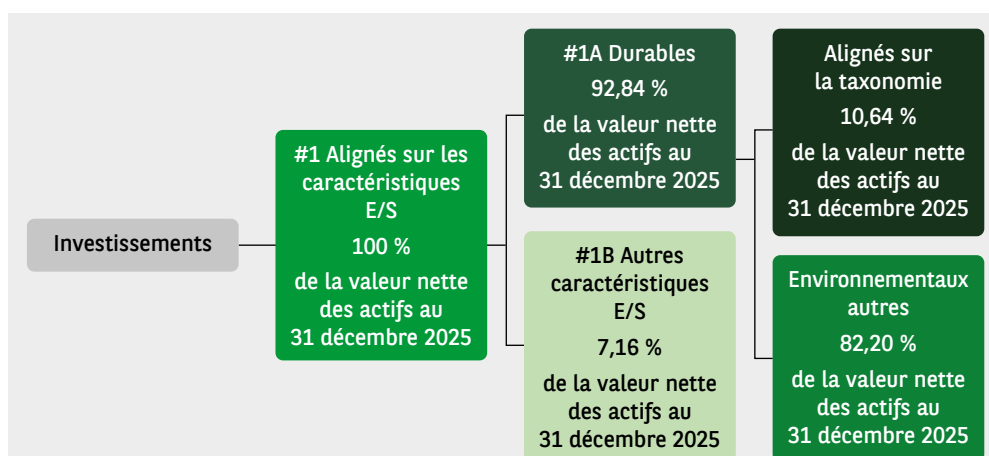 Investissements
#1 Alignés sur les
caractéristiques
E/S
100 %
de la valeur nette
des actifs au
31 décembre 2025
#1A Durables
92,84 %
de la valeur nette
des actifs au
31 décembre 2025
#1B Autres
caractéristiques
E/S
7,16 %
de la valeur nette
des actifs au
31 décembre 2025
Alignés sur
la taxonomie
10,64 %
de la valeur nette
des actifs au
31 décembre 2025
Environnementaux
autres
82,20 %
de la valeur nette
des actifs au
31 décembre 2025